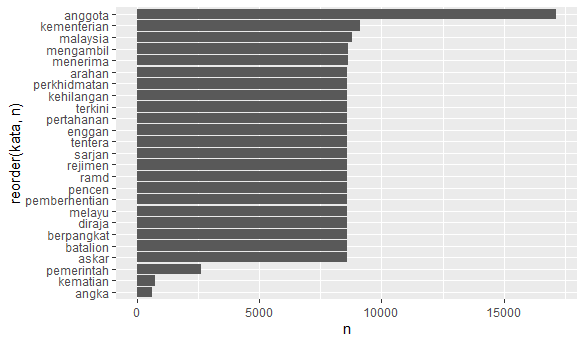 anggota
kementerian
malaysia
mengambil
menerima
arahan
perkhidmatan
kehilangan
terkini
pertahanan
enggan
tentera
sarjan
rejimen
ramd
pencen
pemberhentian
melayu
diraja
berpangkat
batalion
askar
pemerintah
kematian
angka
reorder(kata, n)
0 5000 10000 15000
n